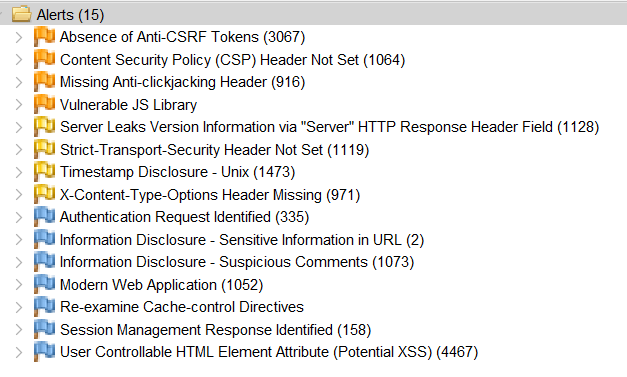 Alerts (15)
Absence of Anti-CSRF Tokens (3067)
Content Security Policy (CSP) Header Not Set (1064)
Missing Anti-clickjacking Header (916)
Vulnerable JS Library
Server Leaks Version Information via "Server" HTTP Response Header Field (1128)
Strict-Transport-Security Header Not Set (1119)
Timestamp Disclosure - Unix (1473)
X-Content-Type-Options Header Missing (971)
Authentication Request Identified (335)
Information Disclosure - Sensitive Information in URL (2)
Information Disclosure - Suspicious Comments (1073)
Modern Web Application (1052)
Re-examine Cache-control Directives
Session Management Response Identified (158)
User Controllable HTML Element Attribute (Potential XSS) (4467)